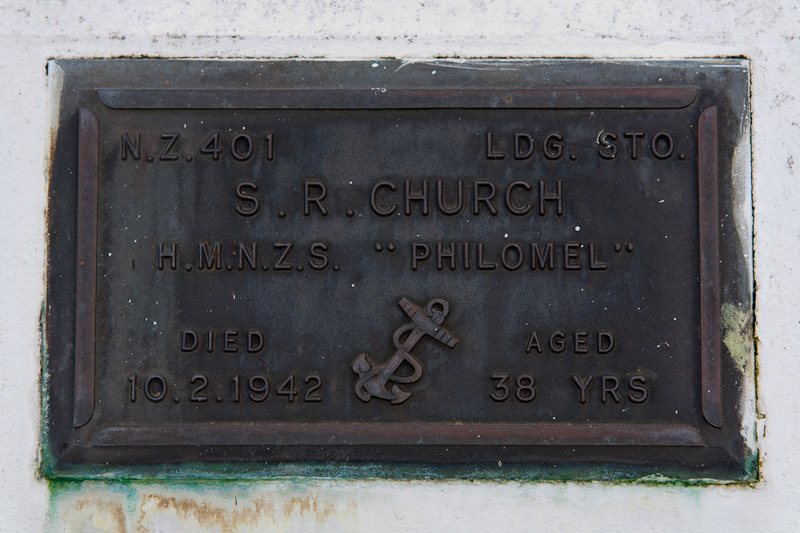 N.Z.401 LDG. STO.
S.R.CHURCH
H.M.N.Z.S. "PHILOMEL"
DIED AGED
10.2.1942 38 YRS